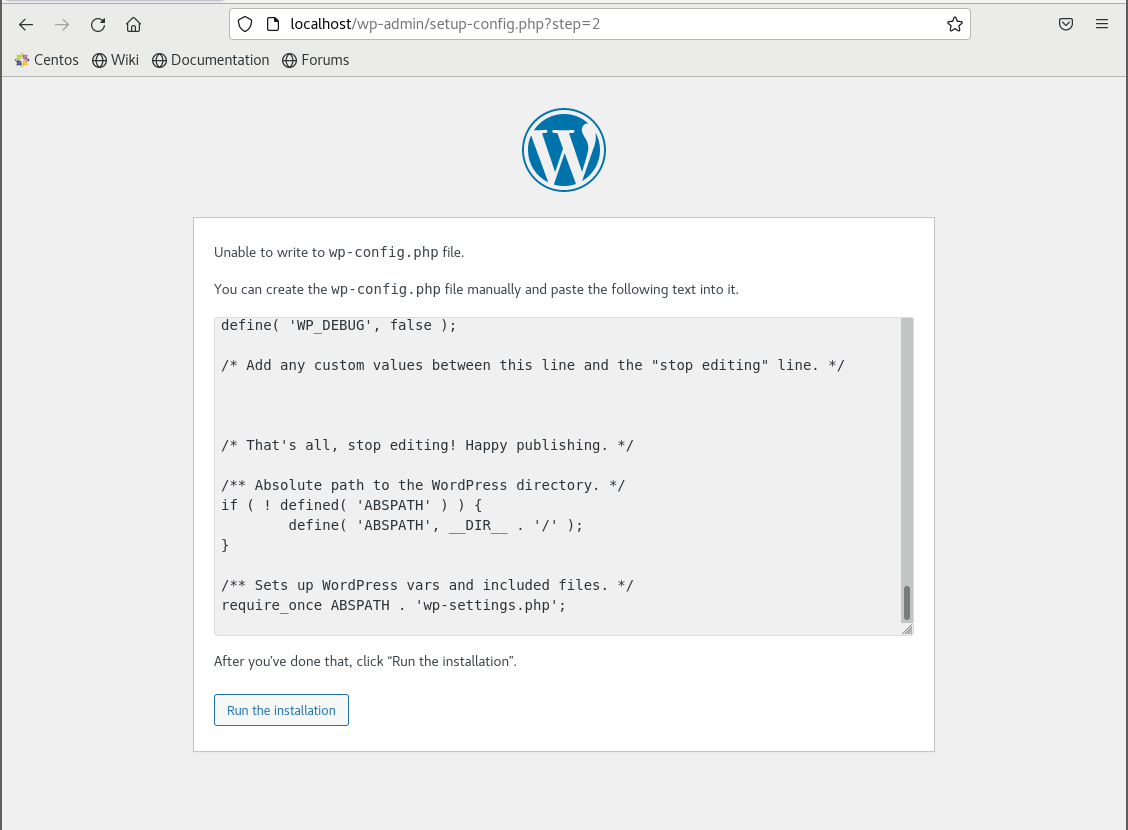 localhost/wp-admin/setup-config.php?step=2
Centos Wiki Documentation Forums
Unable to write to wp-config.php file.
You can create the wp-config.php file manually and paste the following text into it.
define( 'WP_DEBUG', false );
/* Add any custom values between this line and the "stop editing" line. */
/* That's all, stop editing! Happy publishing. */
/** Absolute path to the WordPress directory. */
if ( ! defined( 'ABSPATH' ) ) {
        define( 'ABSPATH', __DIR__ . '/' );
}
/** Sets up WordPress vars and included files. */
require_once ABSPATH . 'wp-settings.php';
After you've done that, click “Run the installation”.
Run the installation